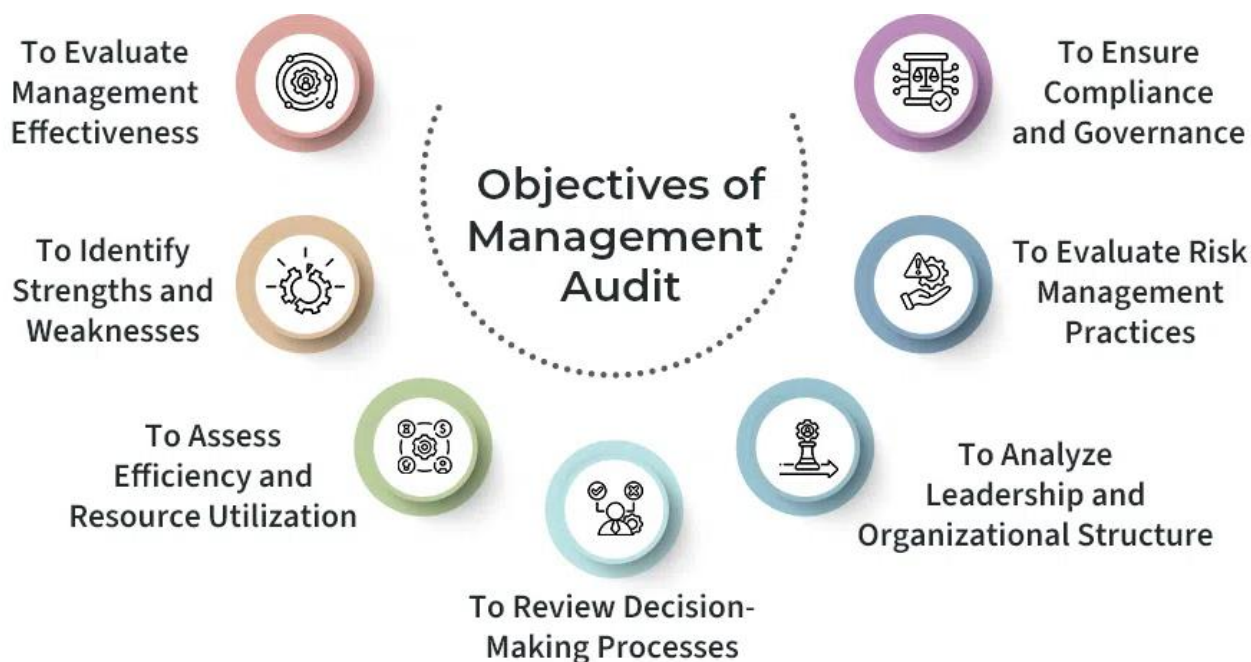 Objectives of
Management
Audit
To Evaluate
Management
Effectiveness
To Identify
Strengths and
Weaknesses
To Assess
Efficiency and
Resource Utilization
To Review Decision-
Making Processes
To Analyze
Leadership and
Organizational Structure
To Evaluate Risk
Management
Practices
To Ensure
Compliance
and Governance